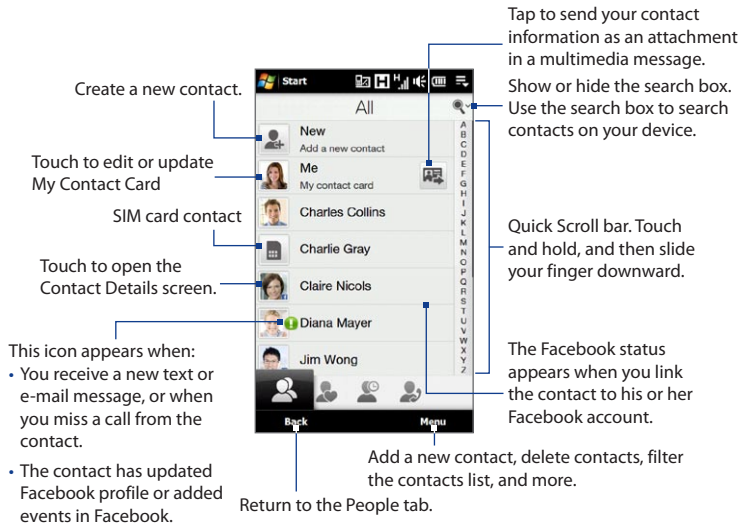 Tap to send your contact
information as an attachment
in a multimedia message.
Create a new contact.
Show or hide the search box.
Use the search box to search
contacts on your device.
Start
H
H
All
New
Add a new contact
Touch to edit or update
My Contact Card
Me
My contact card
SIM card contact
Charles Collins
Charlie Gray
Touch to open the
Contact Details screen.
Claire Nicols
Diana Mayer
Jim Wong
A
B
C
D
E
F
G
H
I
J
K
L
M
N
O
P
Q
R
S
T
U
V
W
X
Y
Z
Quick Scroll bar. Touch
and hold, and then slide
your finger downward.
This icon appears when:
• You receive a new text or
e-mail message, or when
you miss a call from the
contact.
• The contact has updated
Facebook profile or added
events in Facebook.
The Facebook status
appears when you link
the contact to his or her
Facebook account.
Back
Menu
Add a new contact, delete contacts, filter
the contacts list, and more.
Return to the People tab.